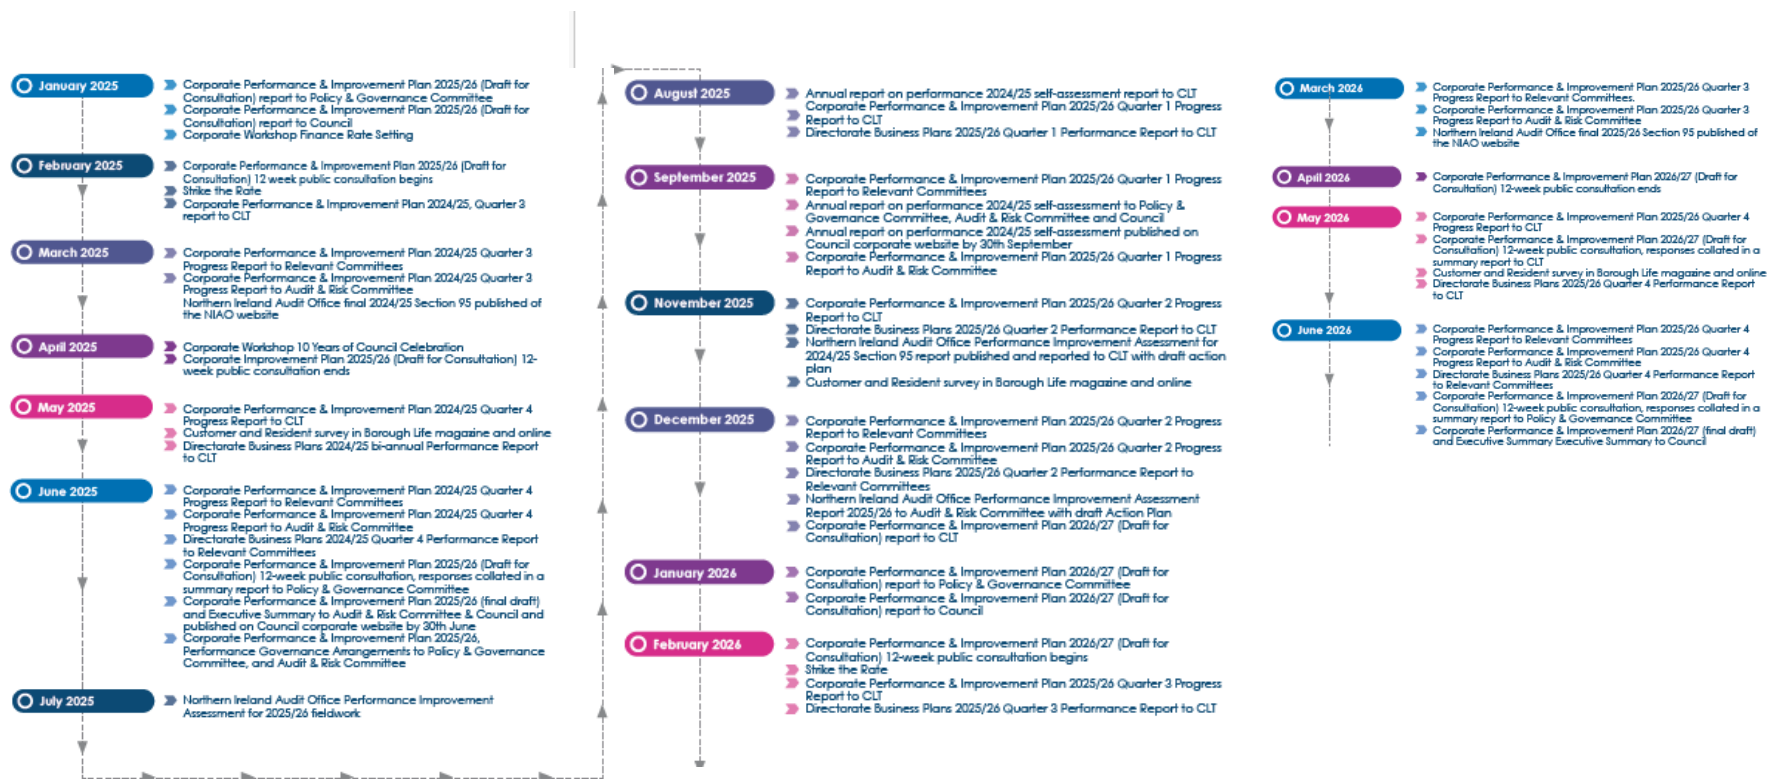 January 2025
Corporate Performance & Improvement Plan 2025/26 (Draft for
Consultation) report to Policy & Governance Committee
Corporate Performance & Improvement Plan 2025/26 (Draft for
Consultation) report to Council
Corporate Workshop Finance Rate Setting
February 2025
Corporate Performance & Improvement Plan 2025/26 (Draft for
Consultation) 12 week public consultation begins
Strike the Rate
Corporate Performance & Improvement Plan 2024/25, Quarter 3
report to CLT
March 2025
Corporate Performance & Improvement Plan 2024/25 Quarter 3
Progress Report to Relevant Committees
Corporate Performance & Improvement Plan 2024/25 Quarter 3
Progress Report to Audit & Risk Committee
Northern Ireland Audit Office final 2024/25 Section 95 published of
the NIAO website
April 2025
Corporate Workshop 10 Years of Council Celebration
Corporate Improvement Plan 2025/26 (Draft for Consultation) 12-
week public consultation ends
May 2025
Corporate Performance & Improvement Plan 2024/25 Quarter 4
Progress Report to CLT
Customer and Resident survey in Borough Life magazine and online
Directorate Business Plans 2024/25 bi-annual Performance Report
to CLT
June 2025
Corporate Performance & Improvement Plan 2024/25 Quarter 4
Progress Report to Relevant Committees
Corporate Performance & Improvement Plan 2024/25 Quarter 4
Progress Report to Audit & Risk Committee
Directorate Business Plans 2024/25 Quarter 4 Performance Report
to Relevant Committees
Corporate Performance & Improvement Plan 2025/26 (Draft for
Consultation) 12-week public consultation, responses collated in a
summary report to Policy & Governance Committee
Corporate Performance & Improvement Plan 2025/26 (final draft)
and Executive Summary to Audit & Risk Committee & Council and
published on Council corporate website by 30th June
Corporate Performance & Improvement Plan 2025/26,
Performance Governance Arrangements to Policy & Governance
Committee, and Audit & Risk Committee
July 2025
Northern Ireland Audit Office Performance Improvement
Assessment for 2025/26 fieldwork
August 2025
Annual report on performance 2024/25 self-assessment report to CLT
Corporate Performance & Improvement Plan 2025/26 Quarter 1 Progress
Report to CLT
Directorate Business Plans 2025/26 Quarter 1 Performance Report to CLT
September 2025
Corporate Performance & Improvement Plan 2025/26 Quarter 1 Progress
Report to Relevant Committees
Annual report on performance 2024/25 self-assessment to Policy &
Governance Committee, Audit & Risk Committee and Council
Annual report on performance 2024/25 self-assessment published on
Council corporate website by 30th September
Corporate Performance & Improvement Plan 2025/26 Quarter 1 Progress
Report to Audit & Risk Committee
November 2025
Corporate Performance & Improvement Plan 2025/26 Quarter 2 Progress
Report to CLT
Directorate Business Plans 2025/26 Quarter 2 Performance Report to CLT
Northern Ireland Audit Office Performance Improvement Assessment for
2024/25 Section 95 report published and reported to CLT with draft action
plan
Customer and Resident survey in Borough Life magazine and online
December 2025
Corporate Performance & Improvement Plan 2025/26 Quarter 2 Progress
Report to Relevant Committees
Corporate Performance & Improvement Plan 2025/26 Quarter 2 Progress
Report to Audit & Risk Committee
Directorate Business Plans 2025/26 Quarter 2 Performance Report to
Relevant Committees
Northern Ireland Audit Office Performance Improvement Assessment
Report 2025/26 to Audit & Risk Committee with draft Action Plan
Corporate Performance & Improvement Plan 2026/27 (Draft for
Consultation) report to CLT
January 2026
Corporate Performance & Improvement Plan 2026/27 (Draft for
Consultation) report to Policy & Governance Committee
Corporate Performance & Improvement Plan 2026/27 (Draft for
Consultation) report to Council
February 2026
Corporate Performance & Improvement Plan 2026/27 (Draft for
Consultation) 12-week public consultation begins
Strike the Rate
Corporate Performance & Improvement Plan 2025/26 Quarter 3 Progress
Report to CLT
Directorate Business Plans 2025/26 Quarter 3 Performance Report to CLT
March 2026
Corporate Performance & Improvement Plan 2025/26 Quarter 3
Progress Report to Relevant Committees.
Corporate Performance & Improvement Plan 2025/26 Quarter 3
Progress Report to Audit & Risk Committee
Northern Ireland Audit Office final 2025/26 Section 95 published of
the NIAO website
April 2026
Corporate Performance & Improvement Plan 2026/27 (Draft for
Consultation) 12-week public consultation ends
May 2026
Corporate Performance & Improvement Plan 2025/26 Quarter 4
Progress Report to CLT
Corporate Performance & Improvement Plan 2026/27 (Draft for
Consultation) 12-week public consultation, responses collated in a
summary report to CLT
Customer and Resident survey in Borough Life magazine and online
Directorate Business Plans 2025/26 Quarter 4 Performance Report
to CLT
June 2026
Corporate Performance & Improvement Plan 2025/26 Quarter 4
Progress Report to Relevant Committees
Corporate Performance & Improvement Plan 2025/26 Quarter 4
Progress Report to Audit & Risk Committee
Directorate Business Plans 2025/26 Quarter 4 Performance Report
to Relevant Committees
Corporate Performance & Improvement Plan 2026/27 (Draft for
Consultation) 12-week public consultation, responses collated in a
summary report to Policy & Governance Committee
Corporate Performance & Improvement Plan 2026/27 (final draft)
and Executive Summary Executive Summary to Council